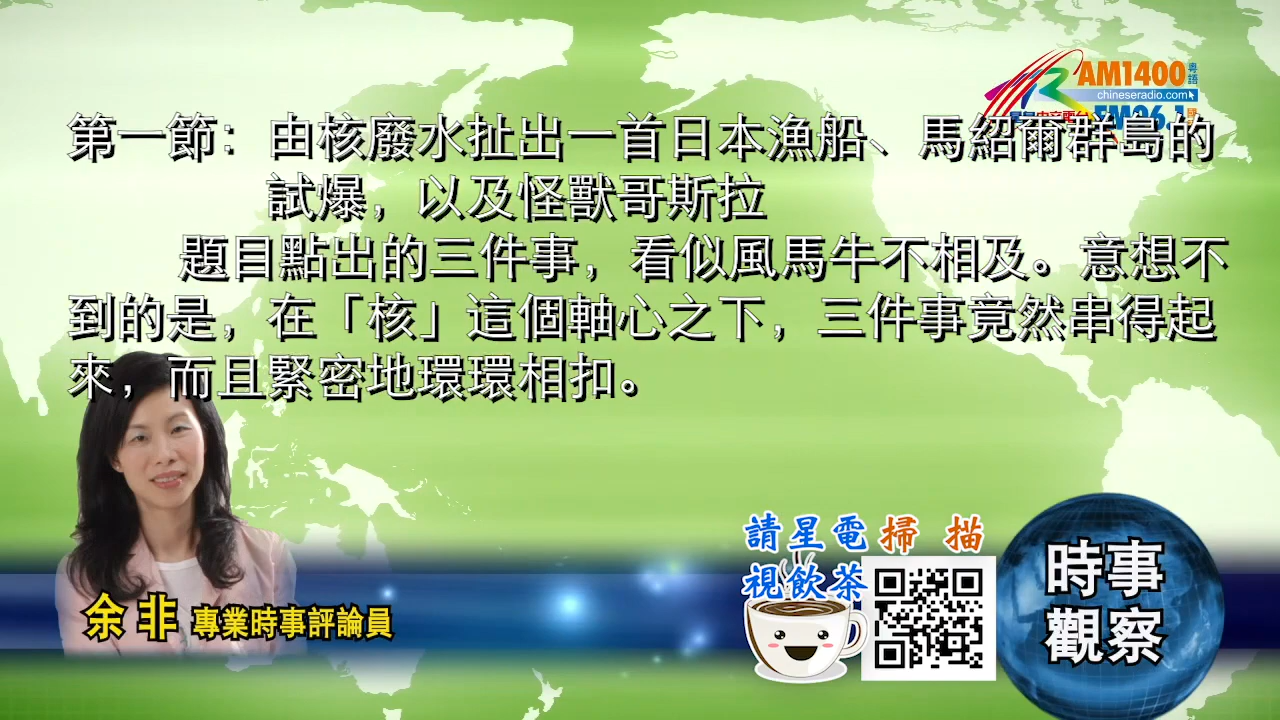 AM1400
粵語
chineseradio.com
FM96.1
第一節：由核廢水扯出一首日本漁船、馬紹爾群島的
試爆，以及怪獸哥斯拉
題目點出的三件事，看似風馬牛不相及。意想不
到的是，在「核」這個軸心之下，三件事竟然串得起
來，而且緊密地環環相扣。
請星電掃 描
視飲茶
時事
觀察
余非 專業時事評論員